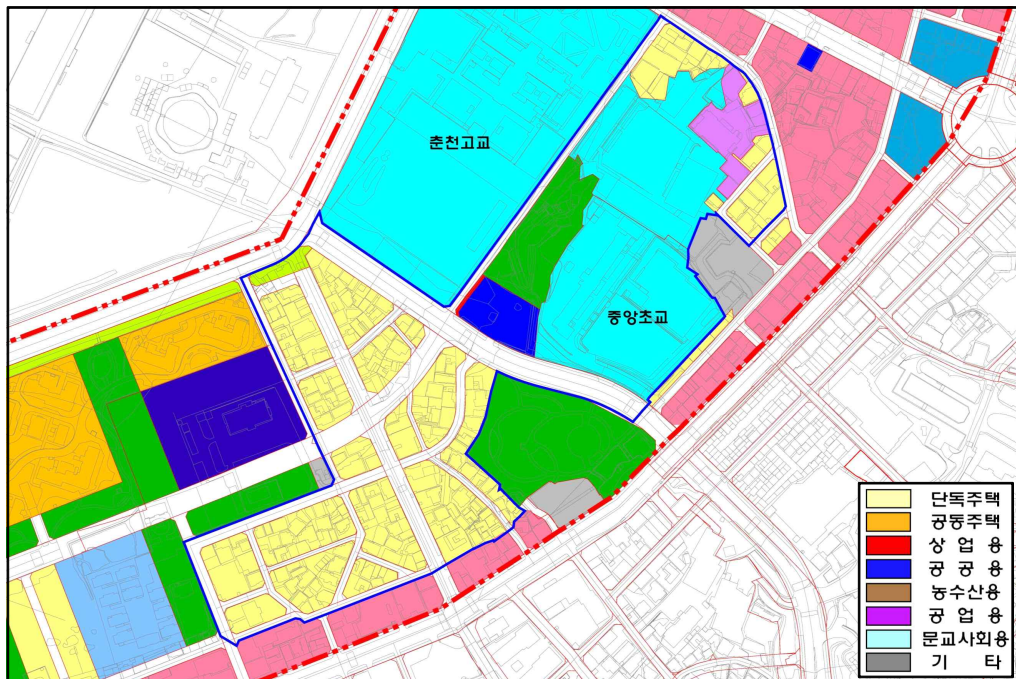 춘천고교
중앙초교
단독주택
공동주택
상 업 용
공 공 용
농수산용
공 업 용
문교사회용
기 타